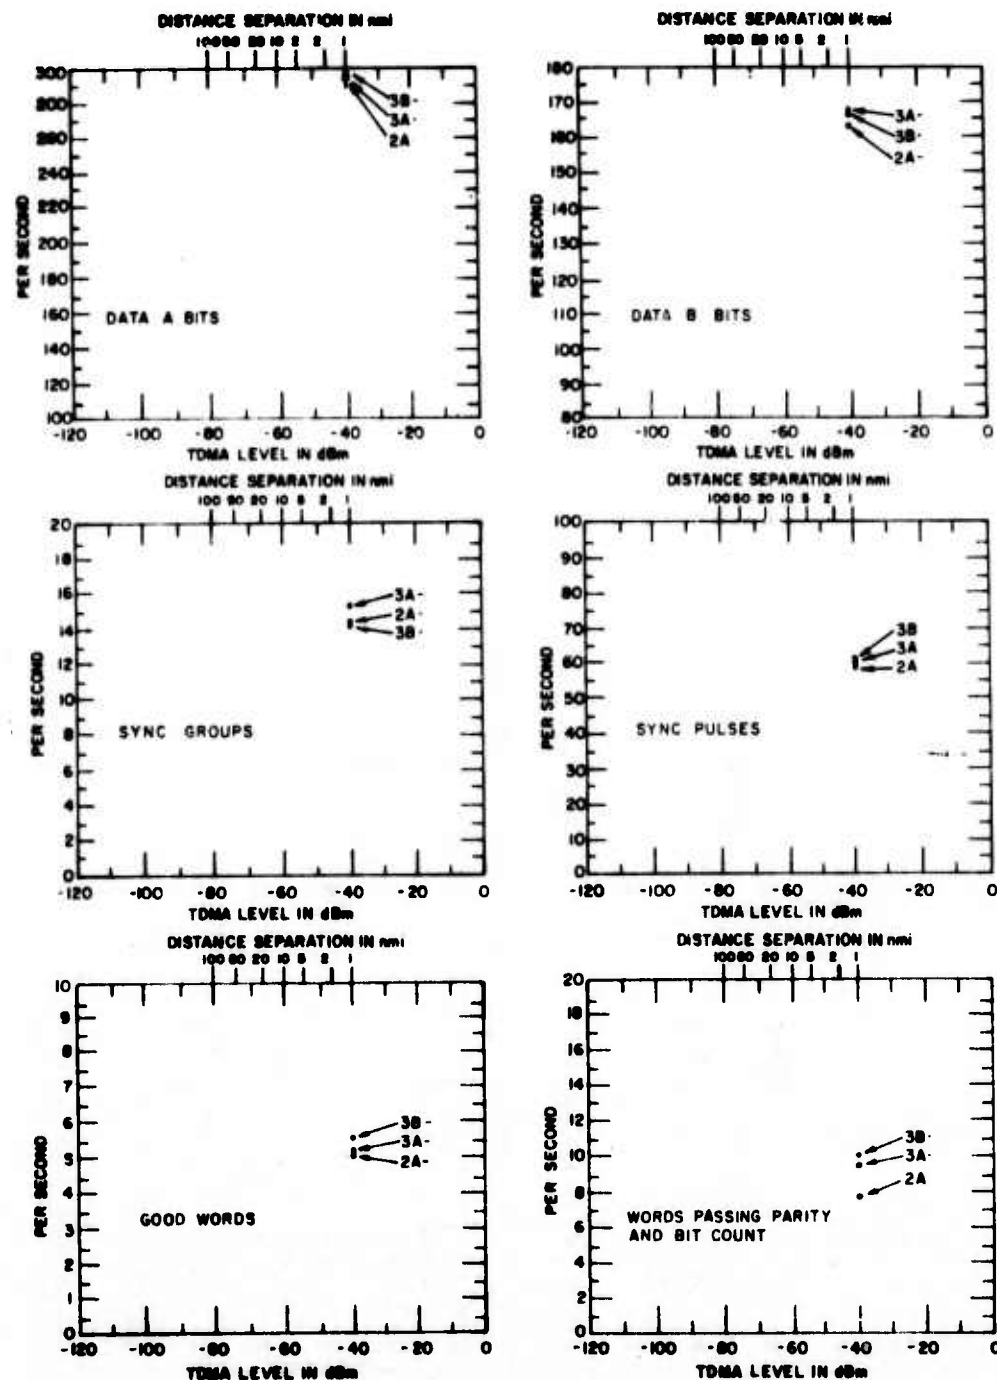 DISTANCE SEPARATION IN nmi
100 50 20 10 2 2 1
300
280
260
240
220
200
180
160
140
120
100
PER SECOND
3B-
3A-
2A
DATA A BITS
-120 -100 -80 -60 -40 -20 0
TDMA LEVEL IN dBm
DISTANCE SEPARATION IN nmi
100 50 20 10 5 2 1
180
170
160
150
140
130
120
110
100
90
80
PER SECOND
3A-
3B-
2A-
DATA B BITS
-120 -100 -80 -60 -40 -20 0
TDMA LEVEL IN dBm
DISTANCE SEPARATION IN nmi
100 50 20 10 5 2 1
20
18
16
14
12
10
8
6
4
2
0
PER SECOND
3A-
2A-
3B-
SYNC GROUPS
-120 -100 -80 -60 -40 -20 0
TDMA LEVEL IN dBm
DISTANCE SEPARATION IN nmi
100 50 20 10 5 2 1
100
90
80
70
60
50
40
30
20
10
0
PER SECOND
3B
3A
2A
SYNC PULSES
-120 -100 -80 -60 -40 -20 0
TDMA LEVEL IN dBm
DISTANCE SEPARATION IN nmi
100 50 20 10 5 2 1
10
9
8
7
6
5
4
3
2
1
0
PER SECOND
3B-
3A-
2A-
GOOD WORDS
-120 -100 -80 -60 -40 -20 0
TDMA LEVEL IN dBm
DISTANCE SEPARATION IN nmi
100 50 20 10 5 2 1
20
18
16
14
12
10
8
6
4
2
0
PER SECOND
3B-
3A-
2A
WORDS PASSING PARITY
AND BIT COUNT
-120 -100 -80 -60 -40 -20 0
TDMA LEVEL IN dBm